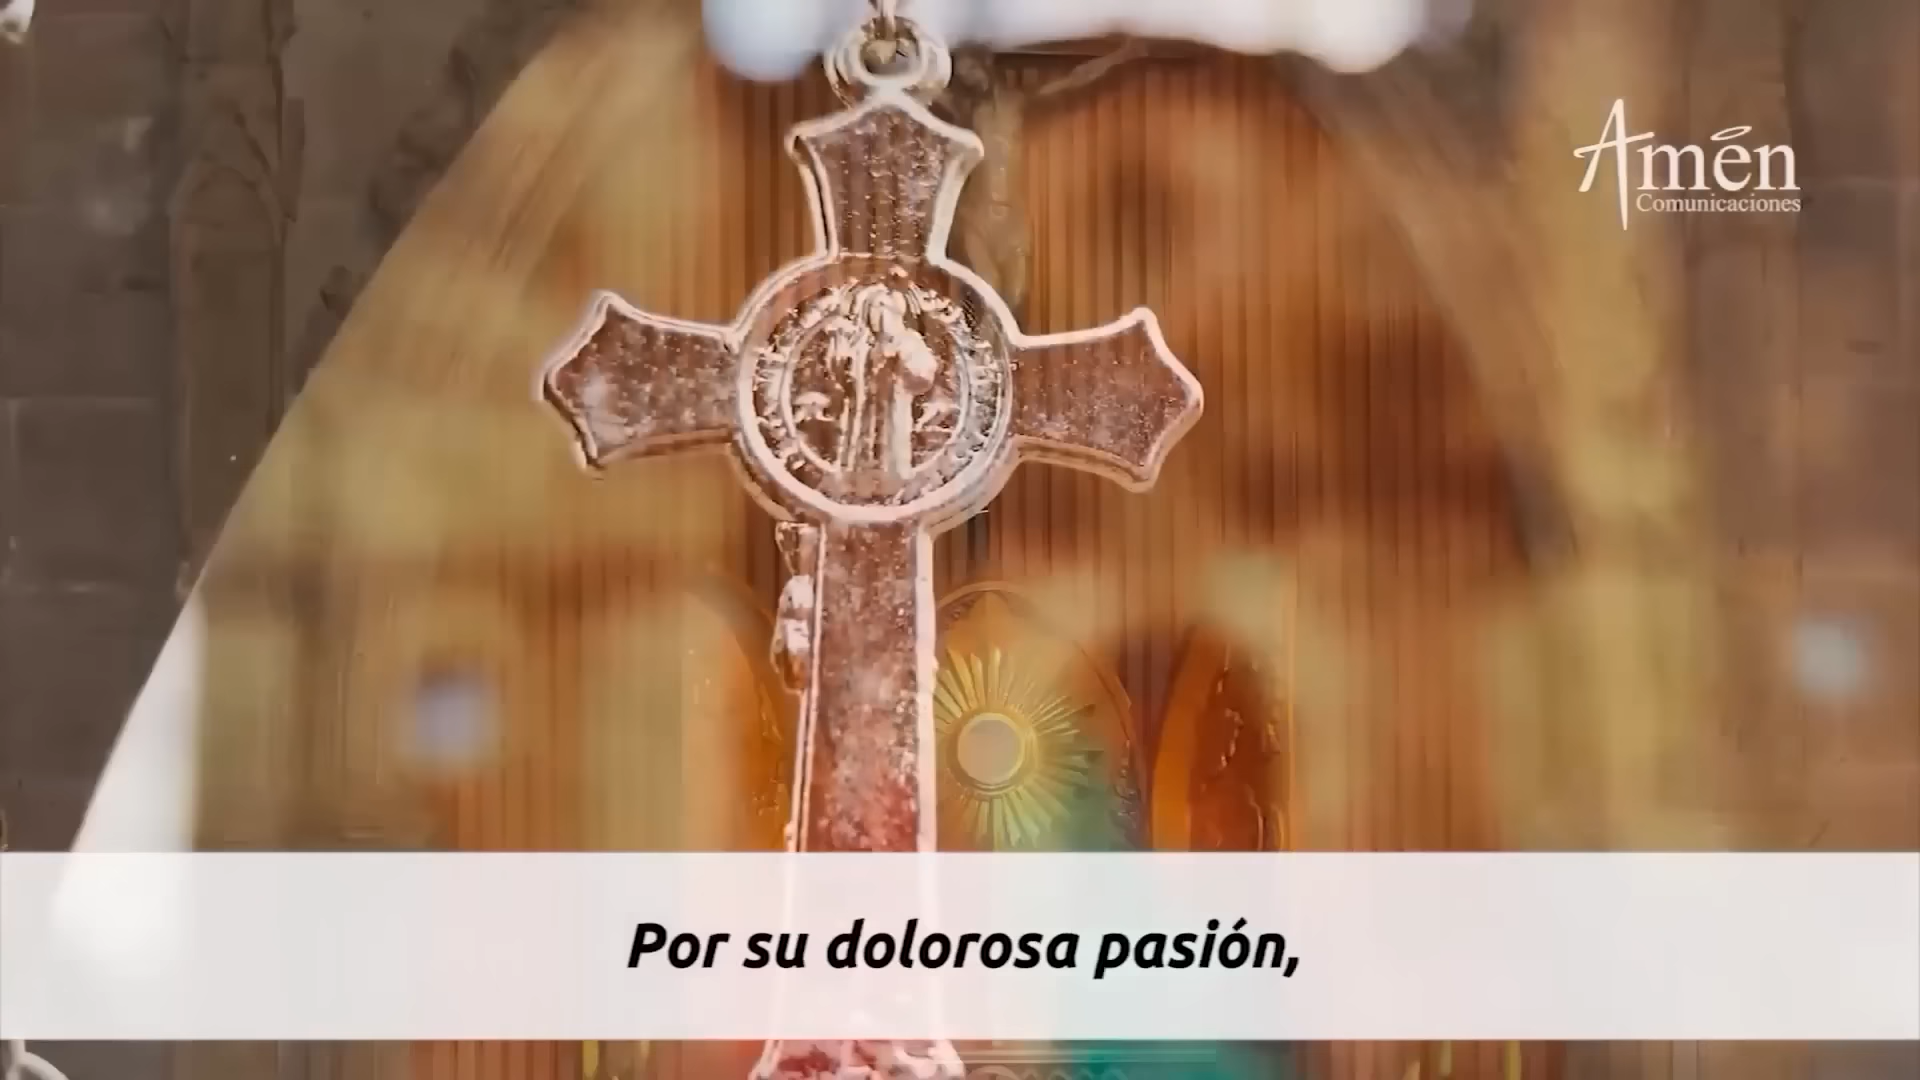 Amén
Comunicaciones
Por su dolorosa pasión,